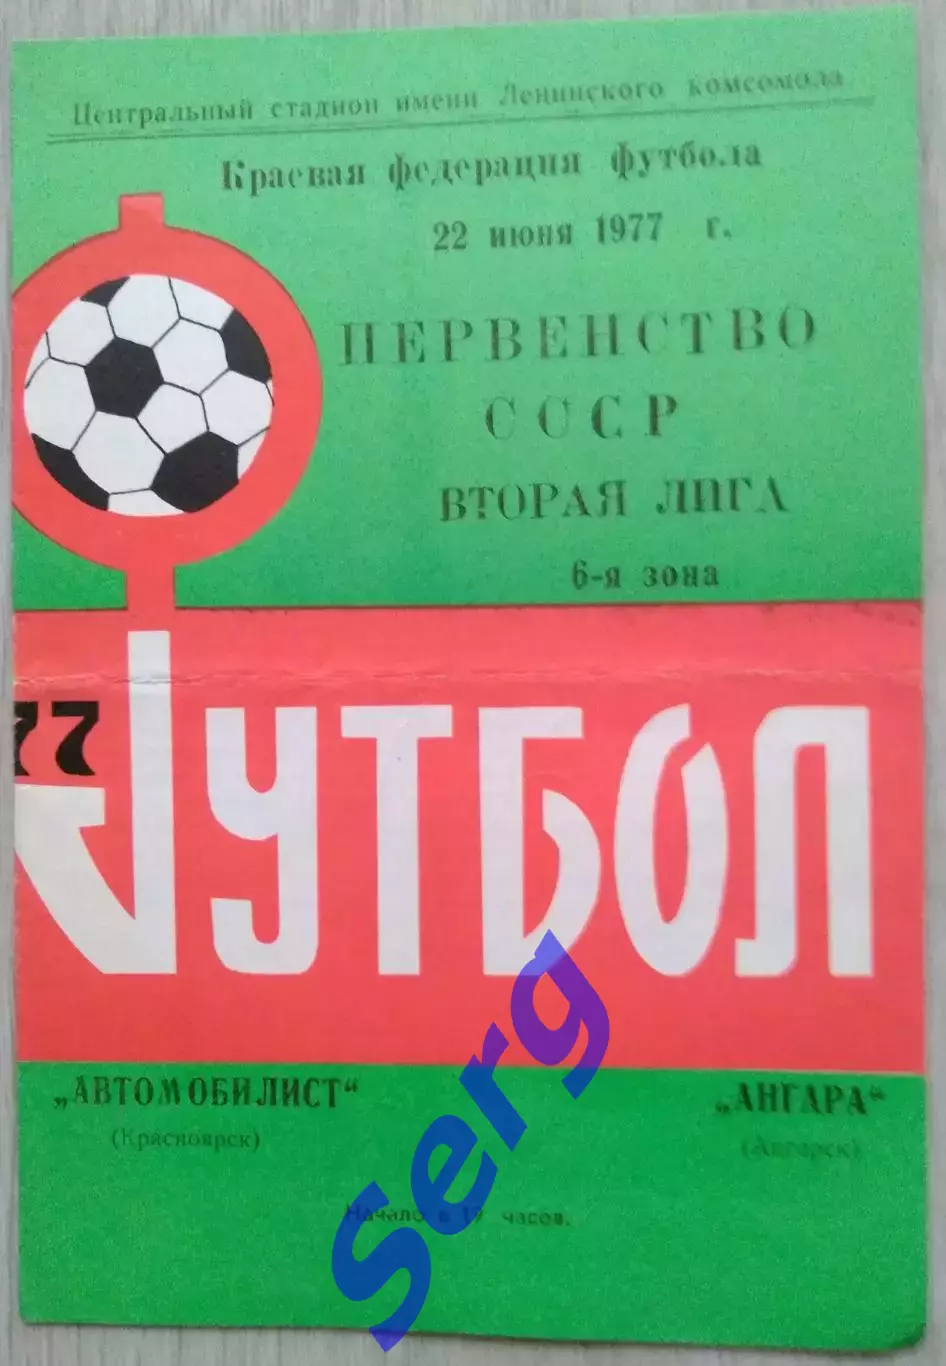 Центральный стадион имени Ленинского комсомола
Краевая федерация футбола
22 июня 1977 г.
ПЕРВЕНСТВО
СССР
ВТОРАЯ ЛИГА
6-я зона
77
ФУТБОЛ
„АВТОМОБИЛИСТ“ „АНГАРА“
(Красноярск) (Ангарск)
Начало в часов.
Serg